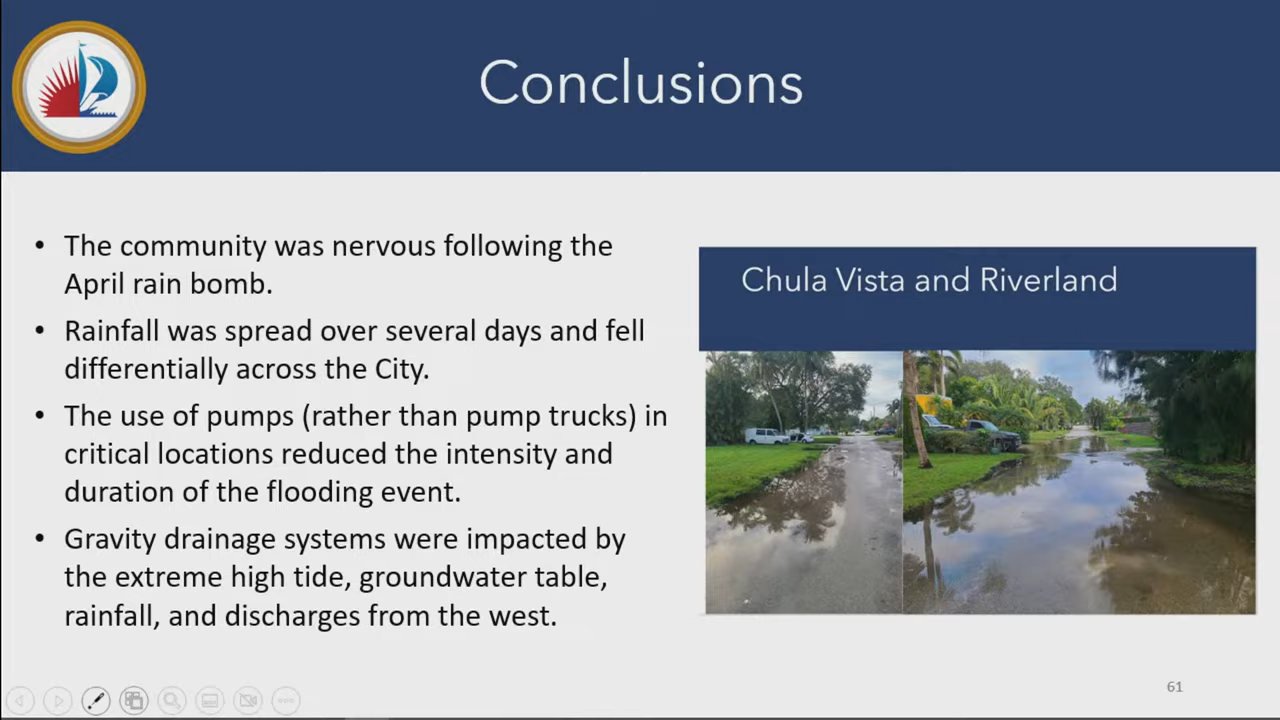 Conclusions
• The community was nervous following the
April rain bomb.
• Rainfall was spread over several days and fell
differentially across the City.
• The use of pumps (rather than pump trucks) in
critical locations reduced the intensity and
duration of the flooding event.
• Gravity drainage systems were impacted by
the extreme high tide, groundwater table,
rainfall, and discharges from the west.
Chula Vista and Riverland
61